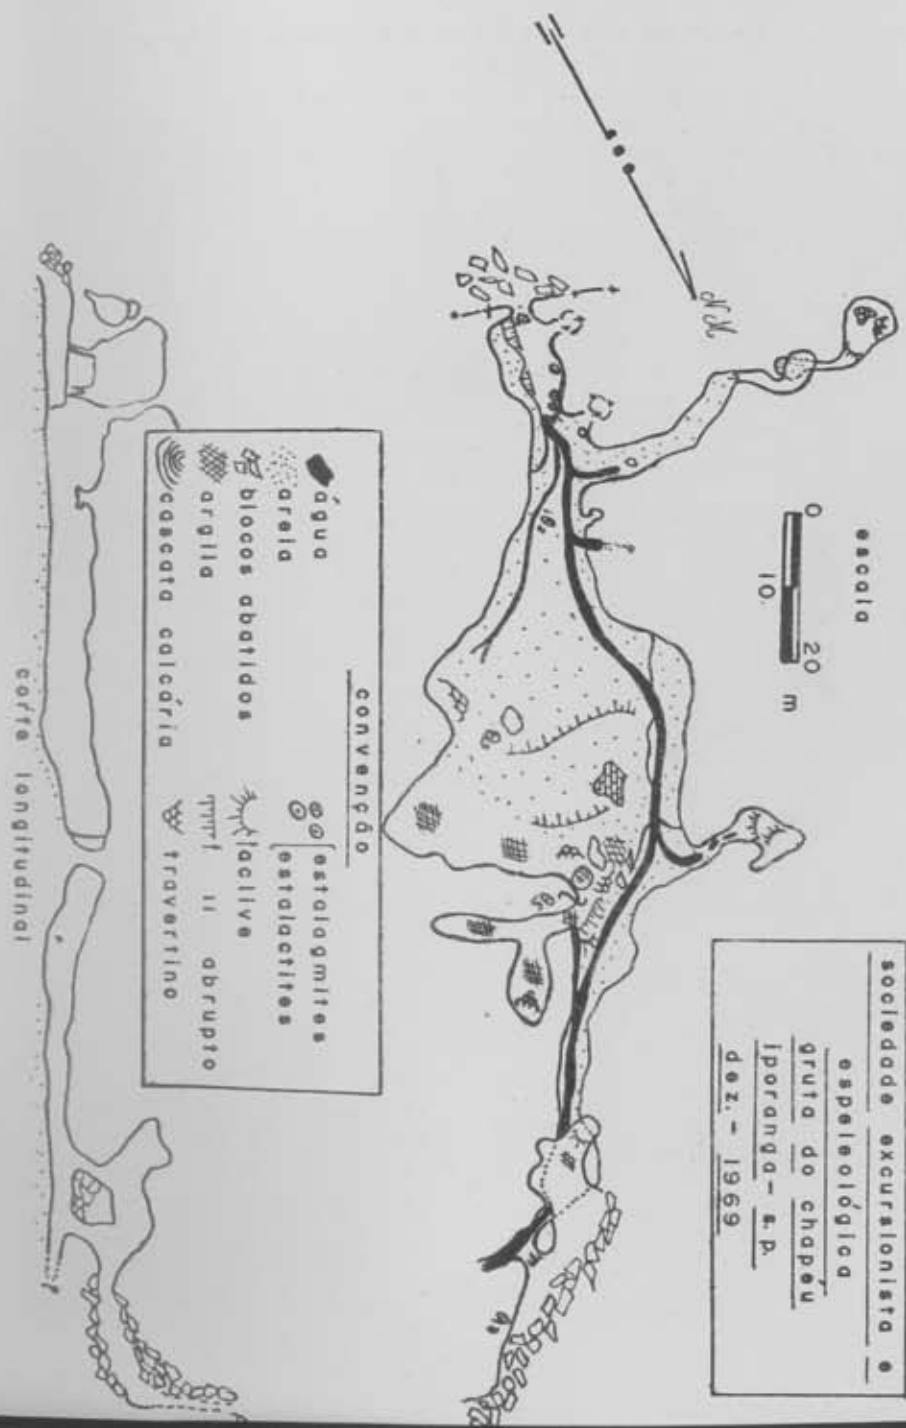 sociedade excursionista e
espeleológica
gruta do chapéu
iporanga - s.p.
dez. - 1969
escala
0 20 m
10
NM
convenção
água
areia
blocos abatidos
argila
cascata calcária
estalagmites
estalactites
aclive
" abrupto
travertino
corte longitudinal